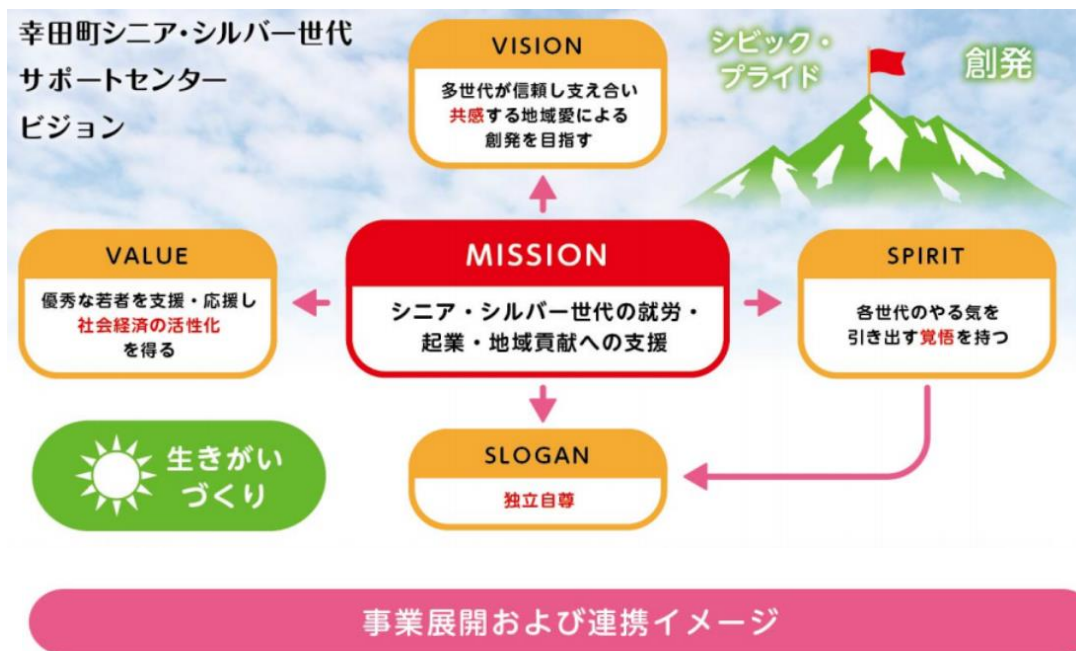 幸田町シニア・シルバー世代
サポートセンター
ビジョン
VISION
多世代が信頼し支え合い
共感する地域愛による
創発を目指す
シビック・
プライド
創発
VALUE
優秀な若者を支援・応援し
社会経済の活性化
を得る
MISSION
シニア・シルバー世代の就労・
起業・地域貢献への支援
SPIRIT
各世代のやる気を
引き出す覚悟を持つ
生きがい
づくり
SLOGAN
独立自尊
事業展開および連携イメージ